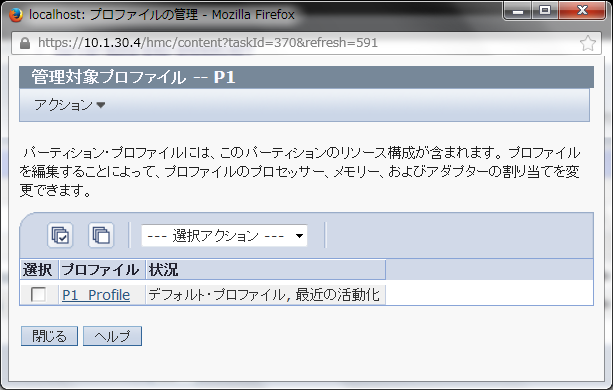 localhost: プロファイルの管理 - Mozilla Firefox
https://10.1.30.4/hmc/content?taskId=370&refresh=591
管理対象プロファイル -- P1
アクション
パーティション・プロファイルには、このパーティションのリソース構成が含まれます。 プロファイル
を編集することによって、プロファイルのプロセッサー、メモリー、およびアダプターの割り当てを変
更できます。
--- 選択アクション ---
選択 プロファイル 状況
P1_Profile デフォルト・プロファイル, 最近の活動化
閉じる ヘルプ